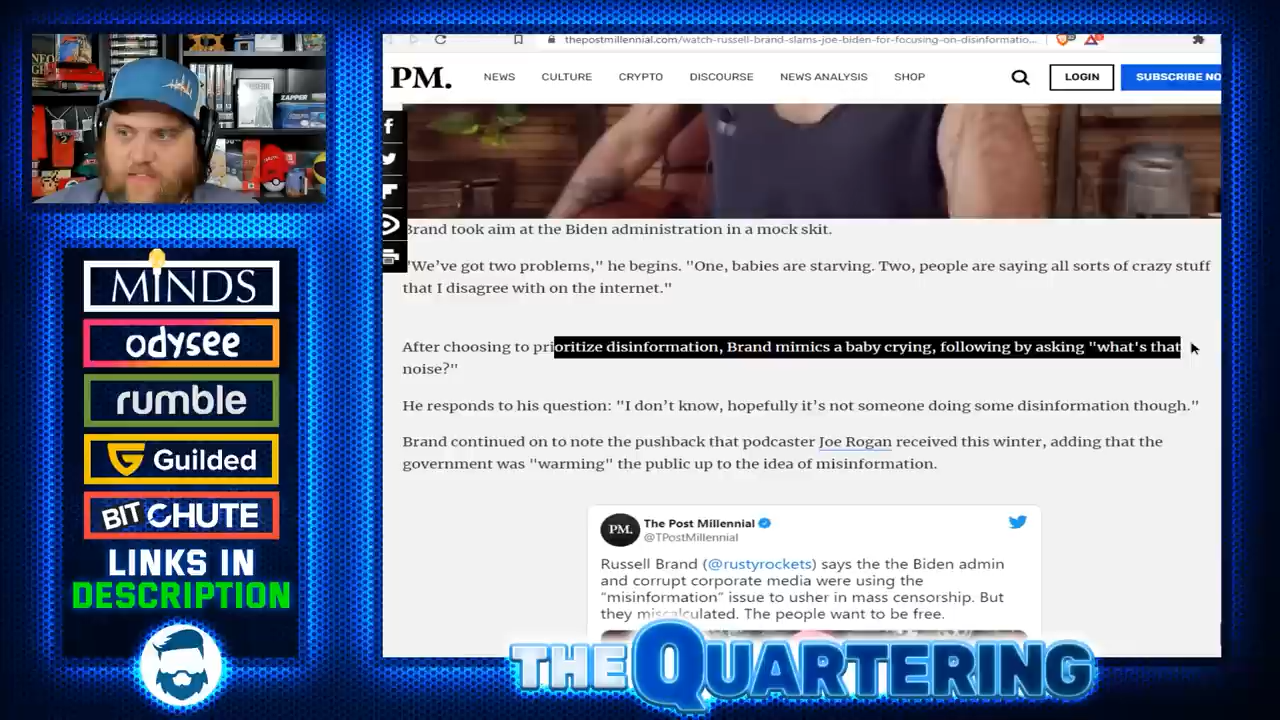 thepostmillennial.com/watch-russell-brand-slams-joe-biden-for-focusing-on-disinformatio...
PM.
NEWS
CULTURE
CRYPTO
DISCOURSE
NEWS ANALYSIS
SHOP
LOGIN
SUBSCRIBE NO
Brand took aim at the Biden administration in a mock skit.
"We've got two problems," he begins. "One, babies are starving. Two, people are saying all sorts of crazy stuff
that I disagree with on the internet."
After choosing to prioritize disinformation, Brand mimics a baby crying, following by asking "what's that
noise?"
He responds to his question: "I don't know, hopefully it's not someone doing some disinformation though."
Brand continued on to note the pushback that podcaster Joe Rogan received this winter, adding that the
government was "warming" the public up to the idea of misinformation.
PM.
The Post Millennial
@TPostMillennial
Russell Brand (@rustyrockets) says the the Biden admin
and corrupt corporate media were using the
"misinformation" issue to usher in mass censorship. But
they miscalculated. The people want to be free.
ZAPPER
MINDS
odysee
rumble
Guilded
BITCHUTE
LINKS IN
DESCRIPTION
THE QUARTERING